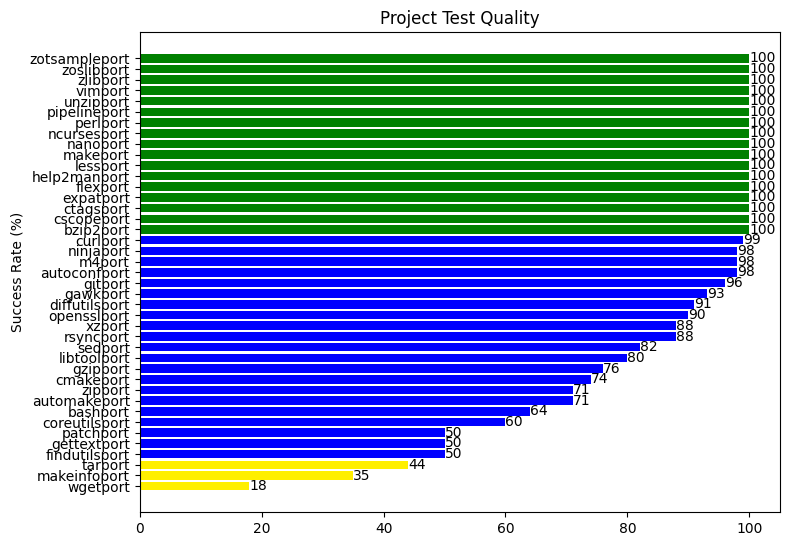 Project Test Quality
Success Rate (%)
zotsampleport 100
zoslibport 100
zlibport 100
vimport 100
unzipport 100
pipelineport 100
perlport 100
ncursesport 100
nanoport 100
makeport 100
lessport 100
help2manport 100
flexport 100
expatport 100
ctagsport 100
cscopeport 100
bzip2port 100
curlport 99
ninjaport 98
m4port 98
autoconfport 98
gitport 96
gawkport 93
diffutilsport 91
opensslport 90
xzport 88
rsyncport 88
sedport 82
libtoolport 80
gzipport 76
cmakeport 74
zipport 71
automakeport 71
bashport 64
coreutilsport 60
patchport 50
gettextport 50
findutilsport 50
tarport 44
makeinfoport 35
wgetport 18
0 20 40 60 80 100